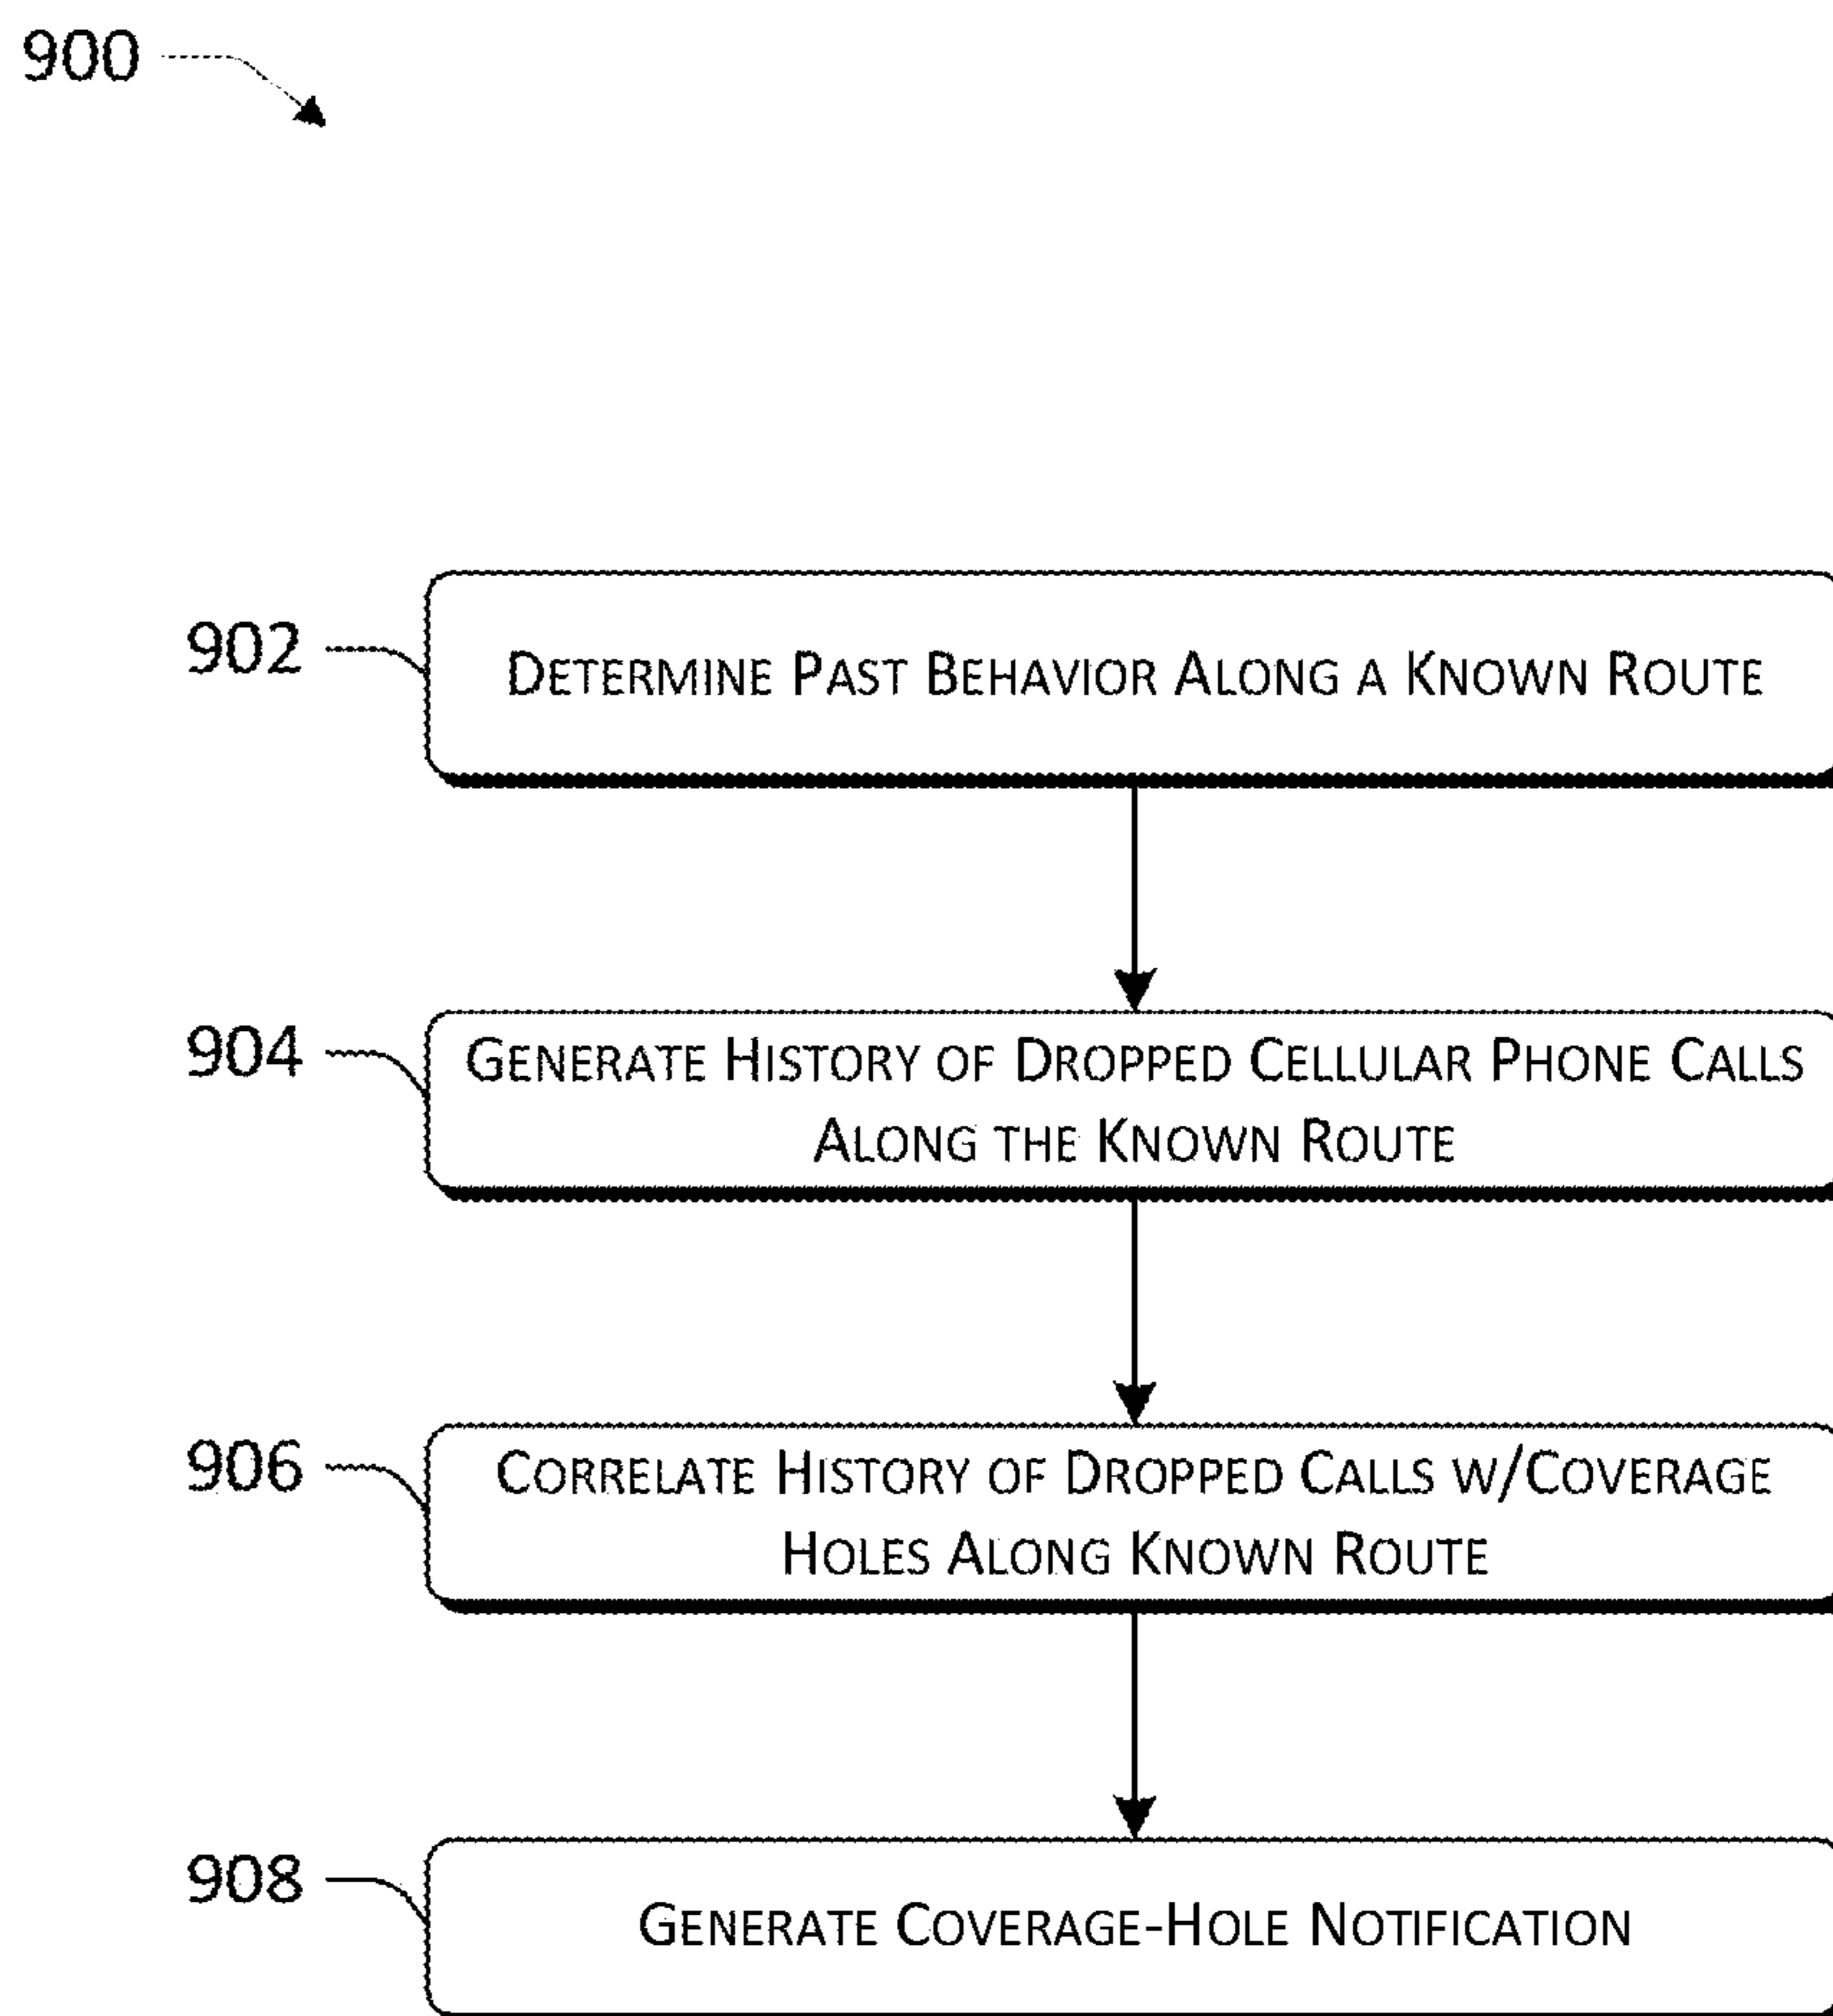 900
902
DETERMINE PAST BEHAVIOR ALONG A KNOWN ROUTE
904
GENERATE HISTORY OF DROPPED CELLULAR PHONE CALLS
ALONG THE KNOWN ROUTE
906
CORRELATE HISTORY OF DROPPED CALLS W/COVERAGE
HOLES ALONG KNOWN ROUTE
908
GENERATE COVERAGE-HOLE NOTIFICATION